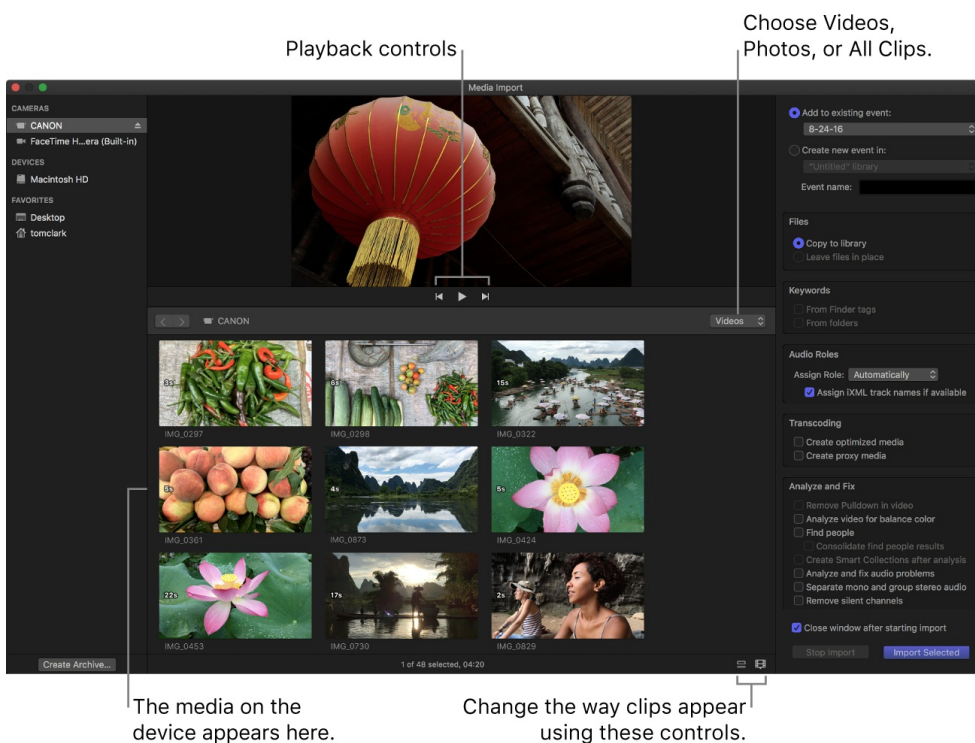 Choose Videos,
Photos, or All Clips.
Playback controls
Media Import
CAMERAS
CANON
FaceTime H...era (Built-in)
DEVICES
Macintosh HD
FAVORITES
Desktop
tomclark
Add to existing event:
8-24-16
Create new event in:
"Untitled" library
Event name:
Files
Copy to library
Leave files in place
Keywords
From Finder tags
From folders
Audio Roles
Assign Role: Automatically
Assign iXML track names if available
Transcoding
Create optimized media
Create proxy media
Analyze and Fix
Remove Pulldown in video
Analyze video for balance color
Find people
Consolidate find people results
Create Smart Collections after analysis
Analyze and fix audio problems
Separate mono and group stereo audio
Remove silent channels
Close window after starting import
Stop Import Import Selected
CANON Videos
3s 6s 15s
IMG_0297 IMG_0298 IMG_0322
5s 4s 5s
IMG_0361 IMG_0873 IMG_0424
22s 17s 2s
IMG_0453 IMG_0730 IMG_0829
Create Archive... 1 of 48 selected, 04:20
The media on the
device appears here.
Change the way clips appear
using these controls.